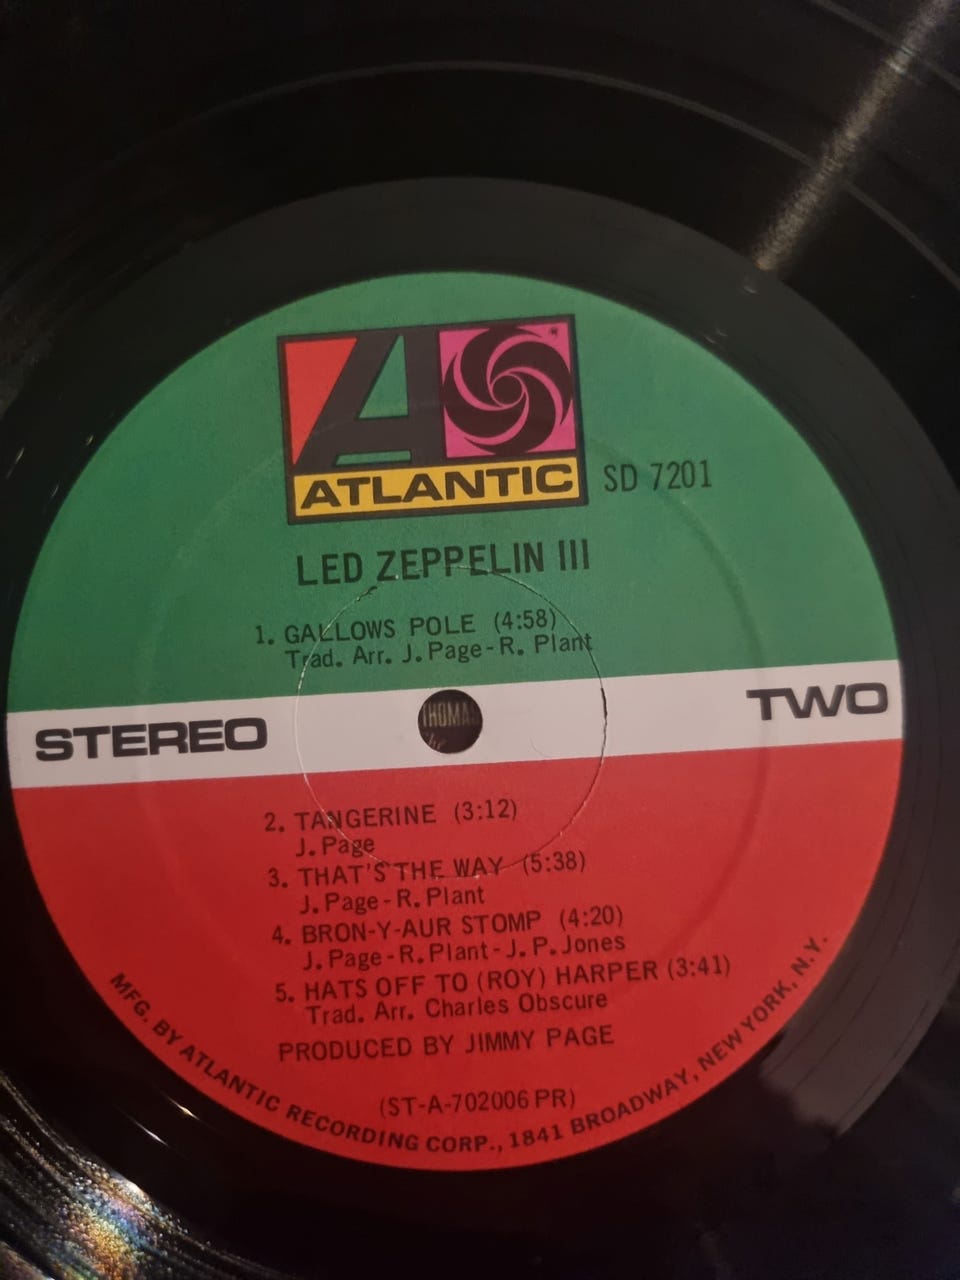 ATLANTIC
SD 7201
LED ZEPPELIN III
1. GALLOWS POLE (4:58)
Trad. Arr. J. Page - R. Plant
STEREO
THOMAS
TWO
2. TANGERINE (3:12)
J. Page
3. THAT'S THE WAY (5:38)
J. Page - R. Plant
4. BRON-Y-AUR STOMP (4:20)
J. Page - R. Plant - J. P. Jones
5. HATS OFF TO (ROY) HARPER (3:41)
Trad. Arr. Charles Obscure
PRODUCED BY JIMMY PAGE
(ST-A-702006 PR)
MFG. BY ATLANTIC RECORDING CORP., 1841 BROADWAY, NEW YORK, N.Y.